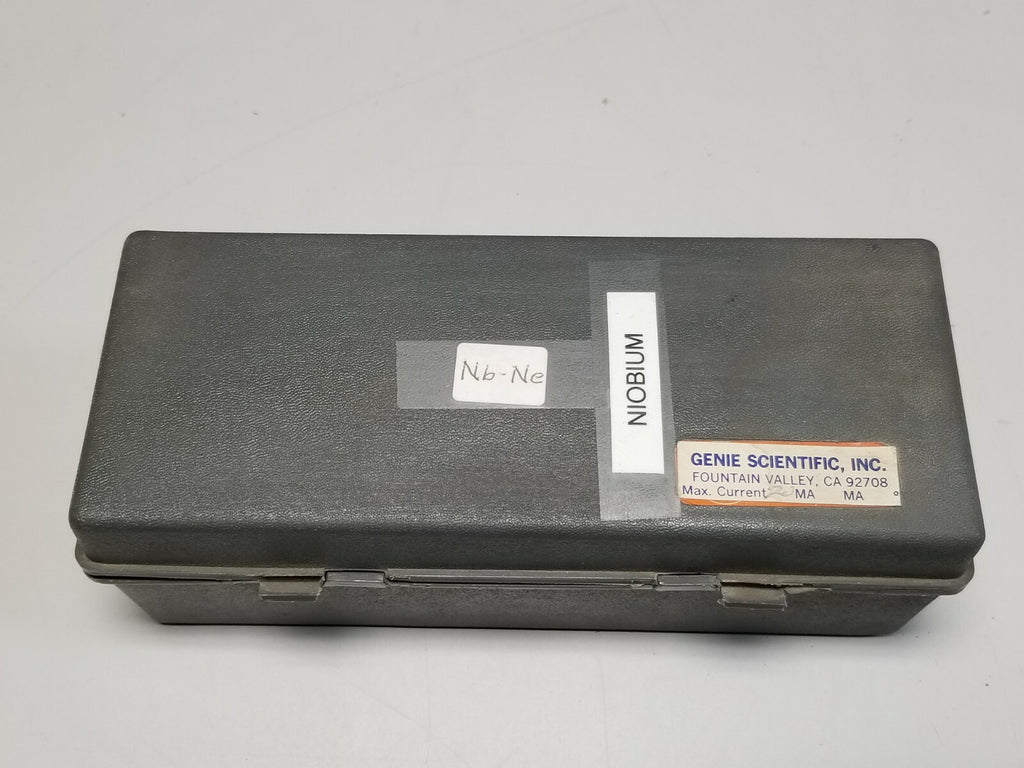 Nb-Ne
NIOBIUM
GENIE SCIENTIFIC, INC.
FOUNTAIN VALLEY, CA 92708
Max. Current MA MA